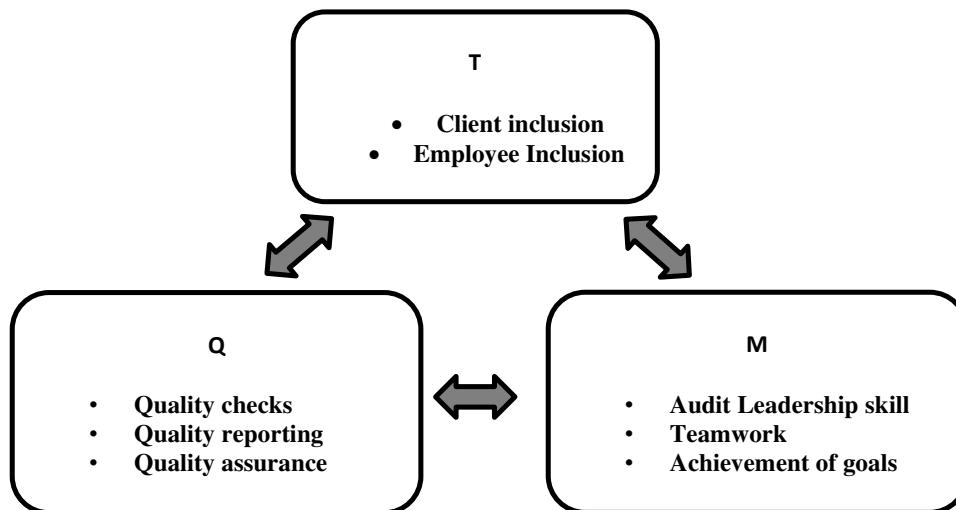 T
• Client inclusion
• Employee Inclusion
Q
• Quality checks
• Quality reporting
• Quality assurance
M
• Audit Leadership skill
• Teamwork
• Achievement of goals